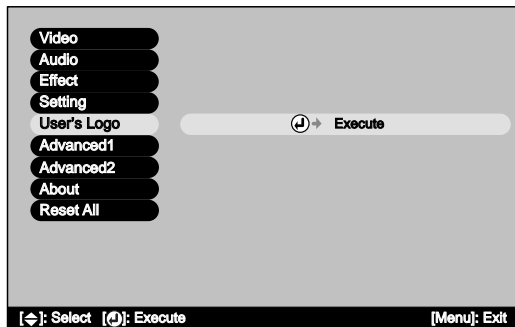 Video
Audio
Effect
Setting
User's Logo
Execute
Advanced1
Advanced2
About
Reset All
[]: Select []: Execute [Menu]: Exit